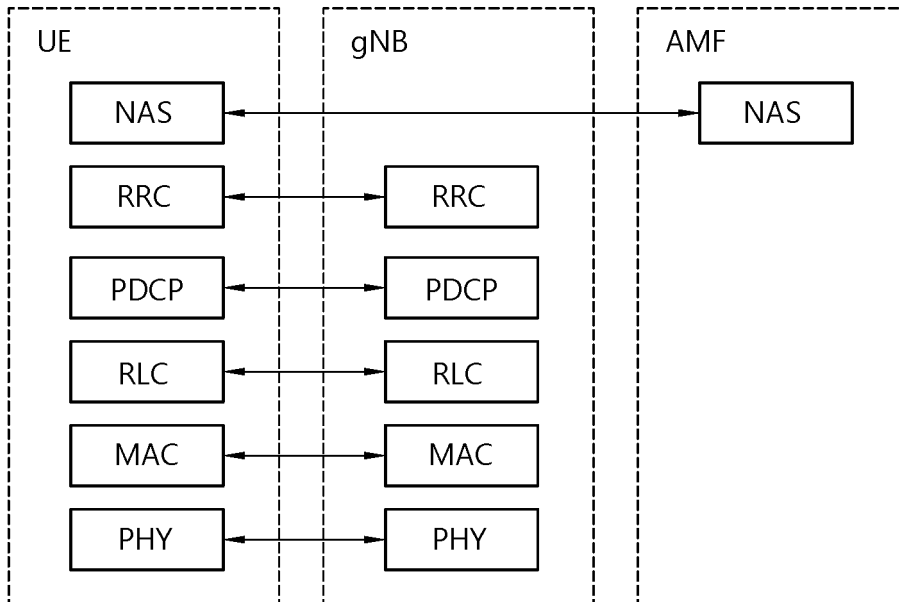 UE gNB AMF
NAS NAS
RRC RRC
PDCP PDCP
RLC RLC
MAC MAC
PHY PHY